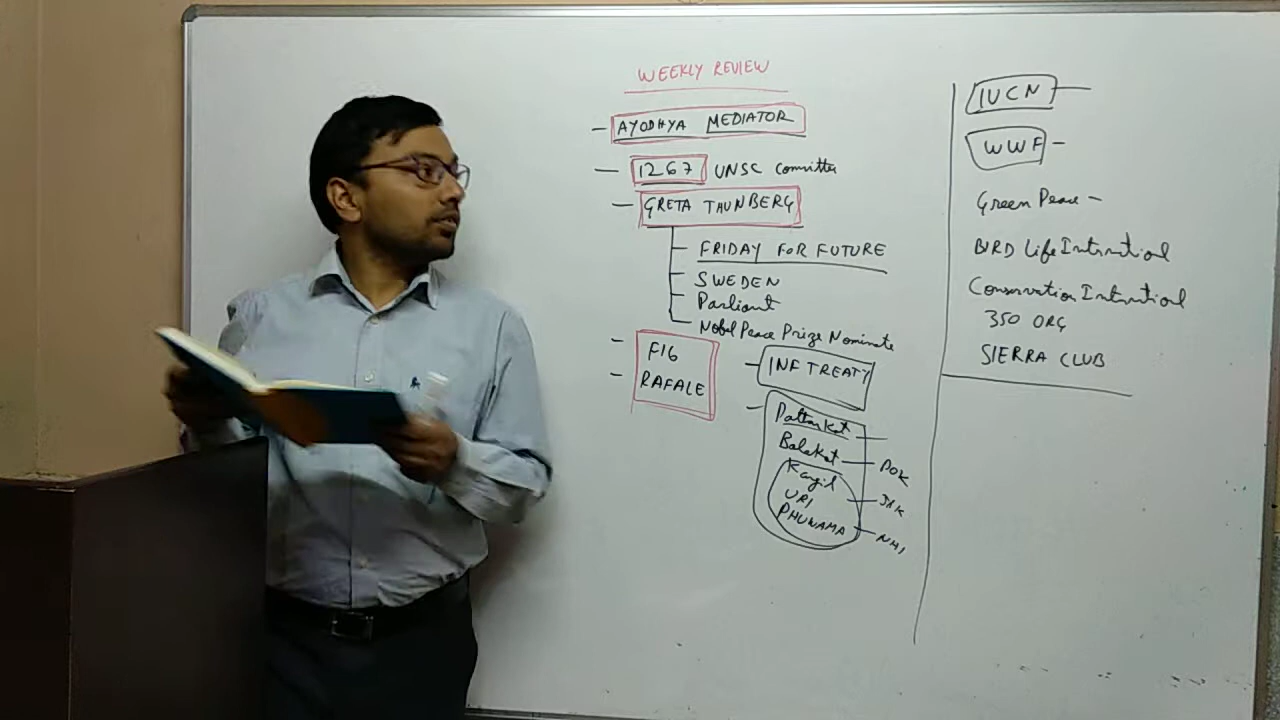 WEEKLY REVIEW
- AYODHYA MEDIATOR
- 1267 UNSC Committee
- GRETA THUNBERG
- FRIDAY FOR FUTURE
- SWEDEN
- Parliant
- Nobel Peace Prize Nominate
- F16
- RAFALE
- INF TREATY
- Pathankot -
Balakot - POK
Kargil
URI - J&K
PHUWAMA - NH1
IUCN -
WWF -
Green Peace -
BIRD Life International
Conservation International
350 ORG
SIERRA CLUB